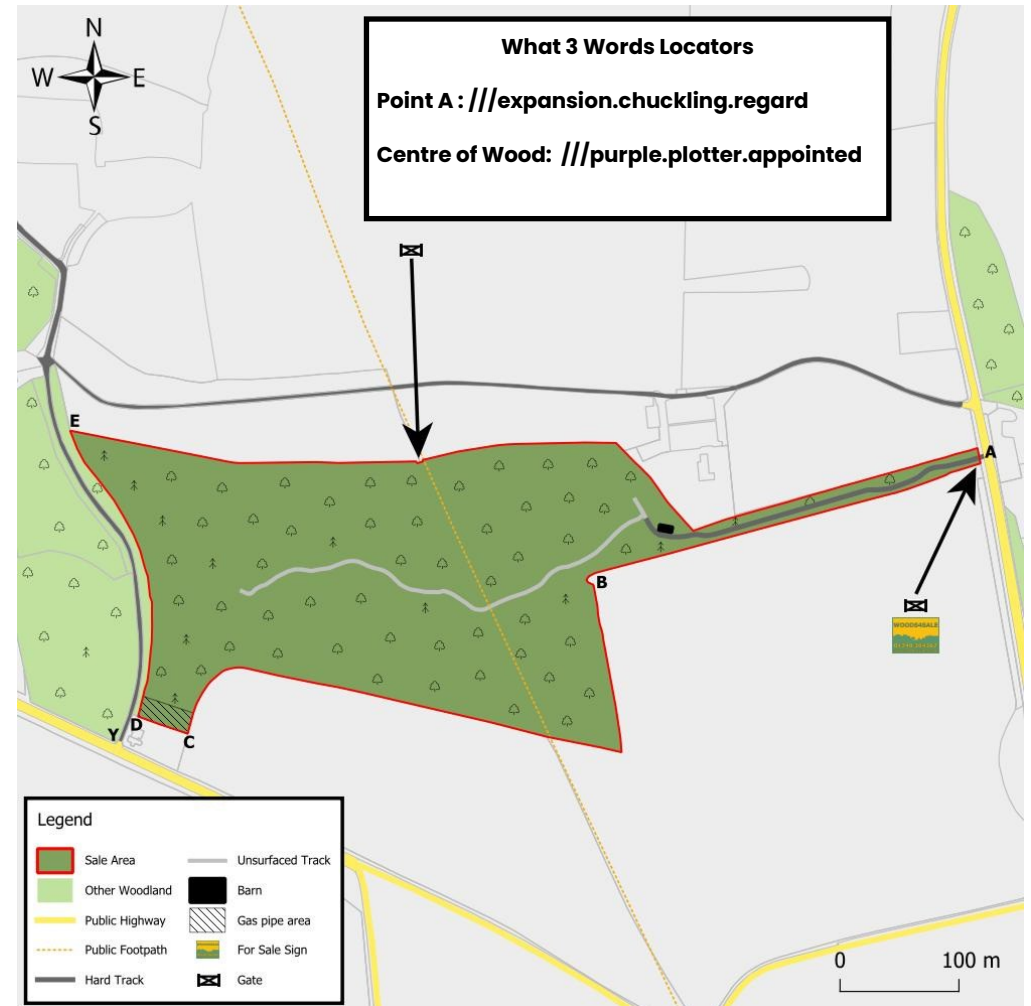 N
W E
S
What 3 Words Locators
Point A : ///expansion.chuckling.regard
Centre of Wood: ///purple.plotter.appointed
E
A
B
WOODS4SALE
D
Y
C
Legend
Sale Area
Unsurfaced Track
Other Woodland
Barn
Public Highway
Gas pipe area
Public Footpath
For Sale Sign
Hard Track
Gate
0 100 m